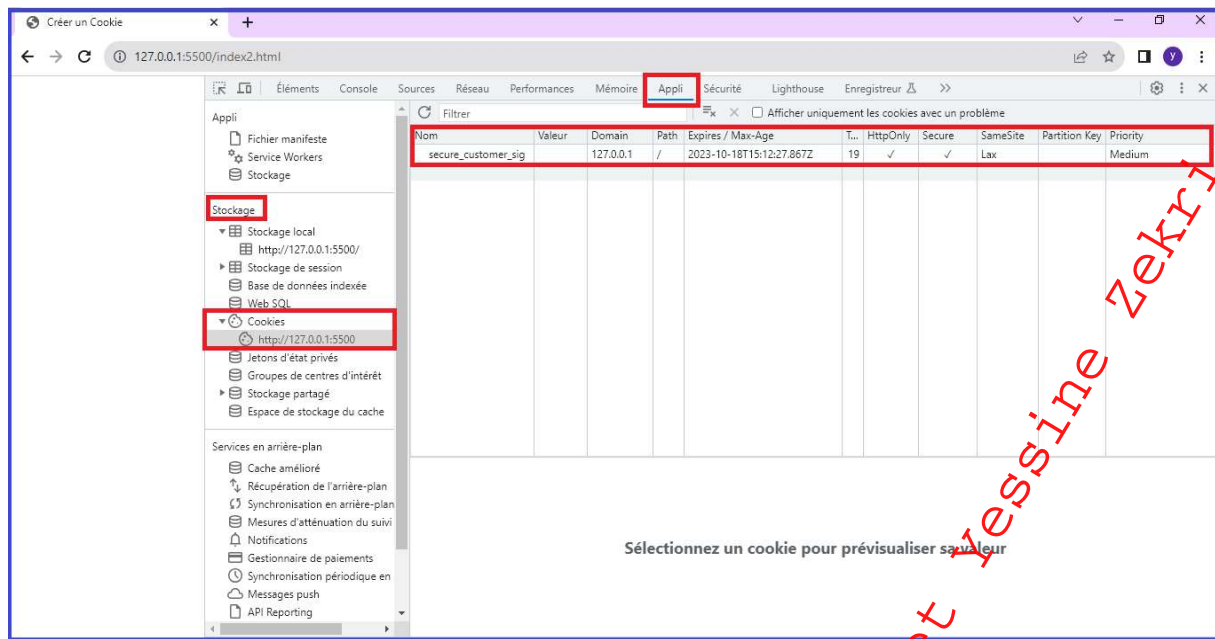 Créer un Cookie
127.0.0.1:5500/index2.html
y
Éléments Console Sources Réseau Performances Mémoire Appli Sécurité Lighthouse Enregistreur
Appli
Filtrer Afficher uniquement les cookies avec un problème
Fichier manifeste
Service Workers
Stockage
Nom Valeur Domain Path Expires / Max-Age T... HttpOnly Secure SameSite Partition Key Priority
secure_customer_sig 127.0.0.1 / 2023-10-18T15:12:27.867Z 19 ✓ ✓ Lax Medium
Stockage
Stockage local
http://127.0.0.1:5500/
Stockage de session
Base de données indexée
Web SQL
Cookies
http://127.0.0.1:5500
Jetons d'état privés
Groupes de centres d'intérêt
Stockage partagé
Espace de stockage du cache
Services en arrière-plan
Cache amélioré
Récupération de l'arrière-plan
Synchronisation en arrière-plan
Mesures d'atténuation du suivi
Notifications
Gestionnaire de paiements
Synchronisation périodique en
Messages push
API Reporting
Sélectionnez un cookie pour prévisualiser sa valeur
Yessine Zekri